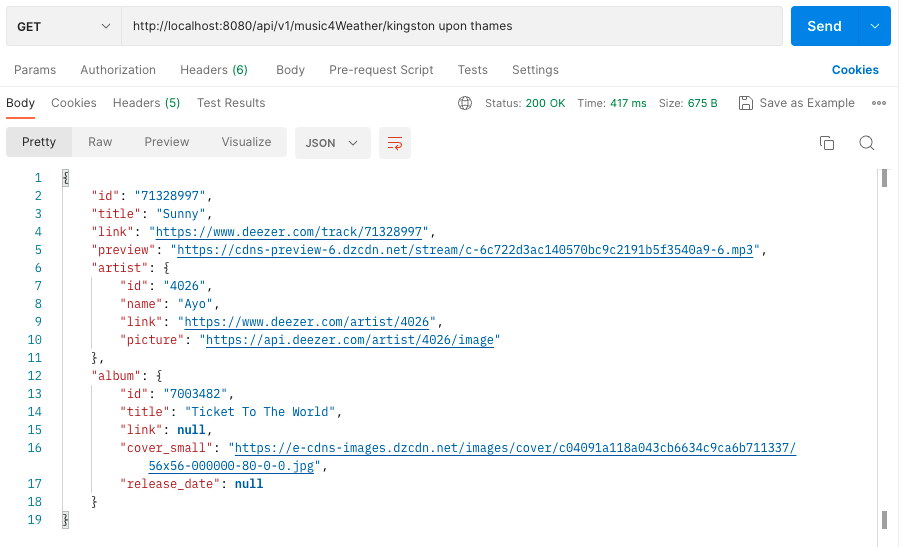 GET http://localhost:8080/api/v1/music4Weather/kingston upon thames Send
Params Authorization Headers (6) Body Pre-request Script Tests Settings Cookies
Body Cookies Headers (5) Test Results Status: 200 OK Time: 417 ms Size: 675 B Save as Example
Pretty Raw Preview Visualize JSON
1 {
2 "id": "71328997",
3 "title": "Sunny",
4 "link": "https://www.deezer.com/track/71328997",
5 "preview": "https://cdns-preview-6.dzcdn.net/stream/c-6c722d3ac140570bc9c2191b5f3540a9-6.mp3",
6 "artist": {
7 "id": "4026",
8 "name": "Ayo",
9 "link": "https://www.deezer.com/artist/4026",
10 "picture": "https://api.deezer.com/artist/4026/image"
11 },
12 "album": {
13 "id": "7003482",
14 "title": "Ticket To The World",
15 "link": null,
16 "cover_small": "https://e-cdns-images.dzcdn.net/images/cover/c04091a118a043cb6634c9ca6b711337/
56x56-000000-80-0-0.jpg",
17 "release_date": null
18 }
19 }